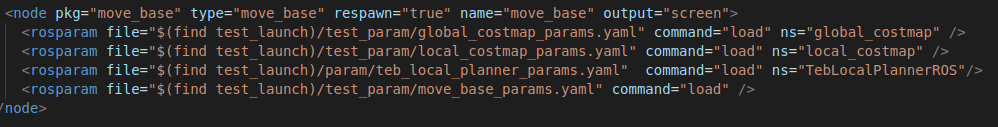 <node pkg="move_base" type="move_base" respawn="true" name="move_base" output="screen">
<rosparam file="$(find test_launch)/test_param/global_costmap_params.yaml" command="load" ns="global_costmap" />
<rosparam file="$(find test_launch)/test_param/local_costmap_params.yaml" command="load" ns="local_costmap" />
<rosparam file="$(find test_launch)/param/teb_local_planner_params.yaml"  command="load" ns="TebLocalPlannerROS"/>
<rosparam file="$(find test_launch)/test_param/move_base_params.yaml" command="load" />
/node>